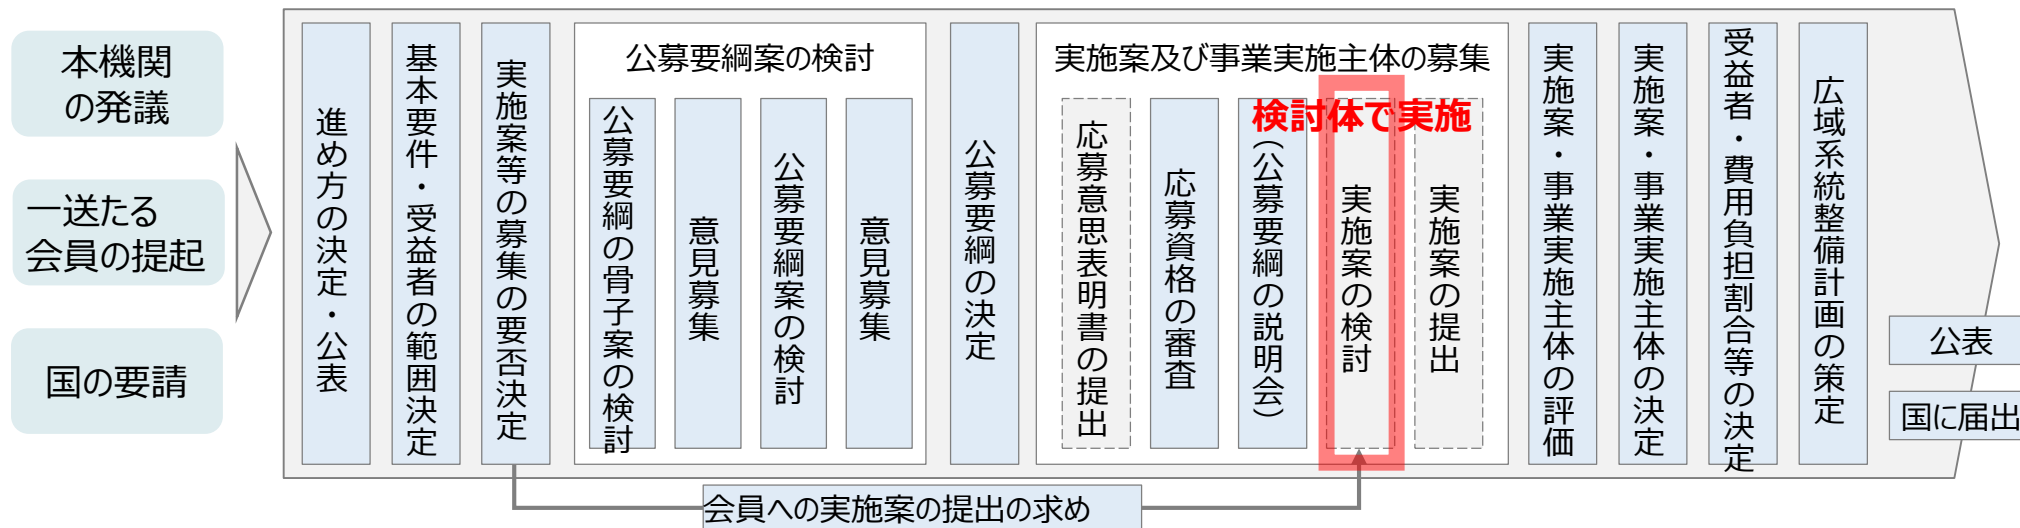 本機関
の発議
一送たる
会員の提起
国の要請
進め方の決定・公表
基本要件・受益者の範囲決定
実施案等の募集の要否決定
公募要綱案の検討
公募要綱の骨子案の検討
意見募集
公募要綱案の検討
意見募集
公募要綱の決定
実施案及び事業実施主体の募集
検討体で実施
応募意思表明書の提出
応募資格の審査
(公募要綱の説明会)
実施案の検討
実施案の提出
実施案・事業実施主体の評価
実施案・事業実施主体の決定
受益者・費用負担割合等の決定
広域系統整備計画の策定
公表
国に届出
会員への実施案の提出の求め